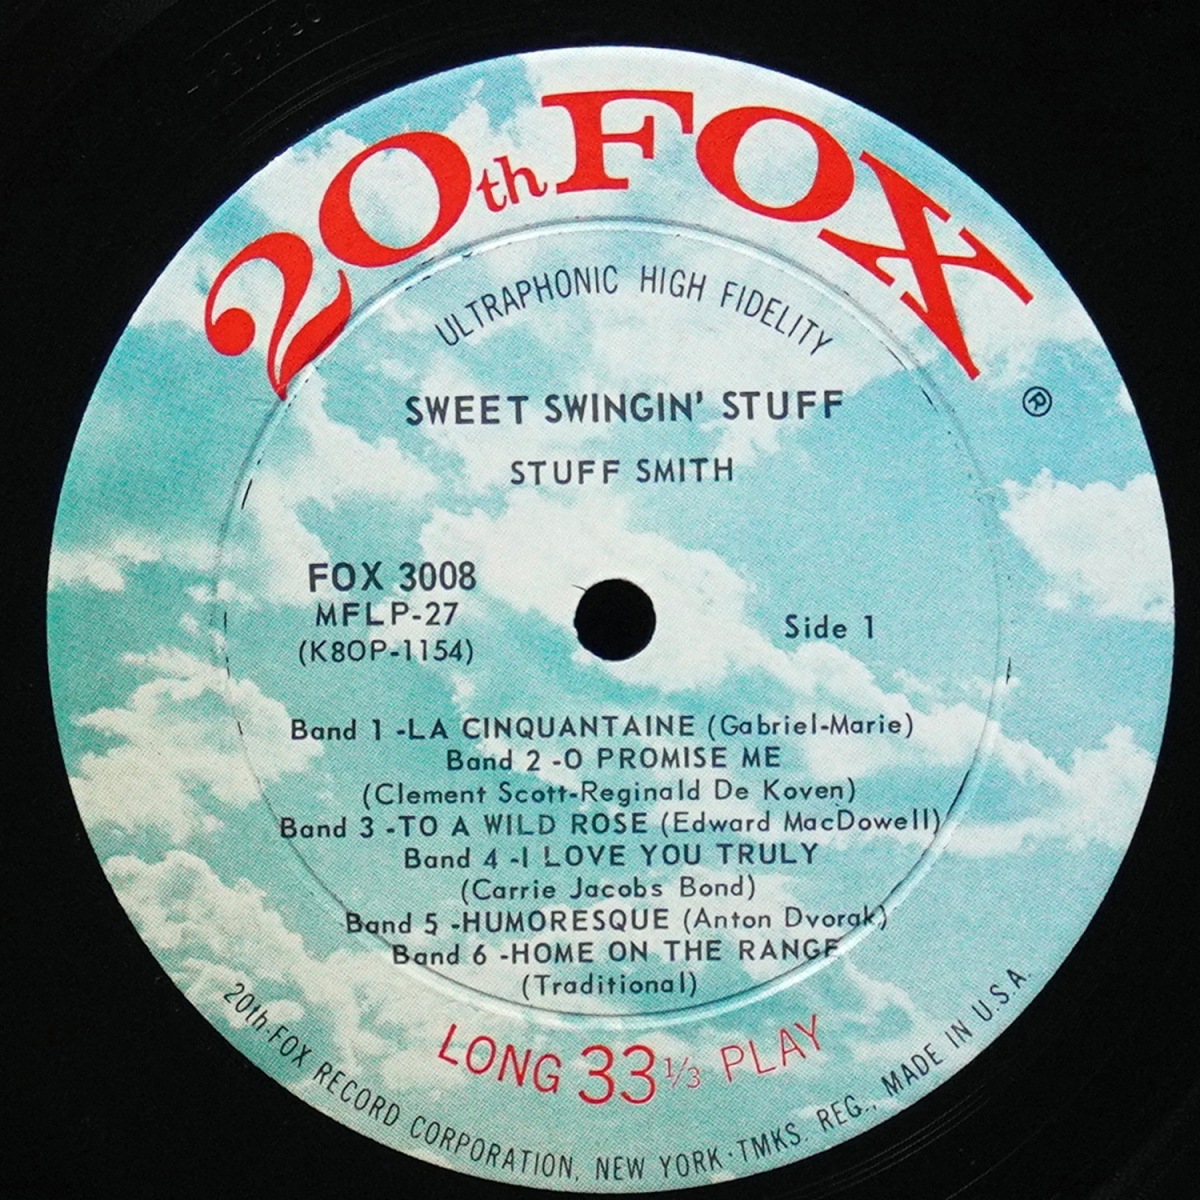 20th FOX
®
ULTRAPHONIC HIGH FIDELITY
SWEET SWINGIN' STUFF
STUFF SMITH
FOX 3008
MFLP-27
(K8OP-1154)
Side 1
Band 1 -LA CINQUANTAINE (Gabriel-Marie)
Band 2 -O PROMISE ME
(Clement Scott-Reginald De Koven)
Band 3 -TO A WILD ROSE (Edward MacDowell)
Band 4 -I LOVE YOU TRULY
(Carrie Jacobs Bond)
Band 5 -HUMORESQUE (Anton Dvorak)
Band 6 -HOME ON THE RANGE
(Traditional)
LONG 33 1/3 PLAY
20th-FOX RECORD CORPORATION, NEW YORK · TMKS. REG., MADE IN U.S.A.